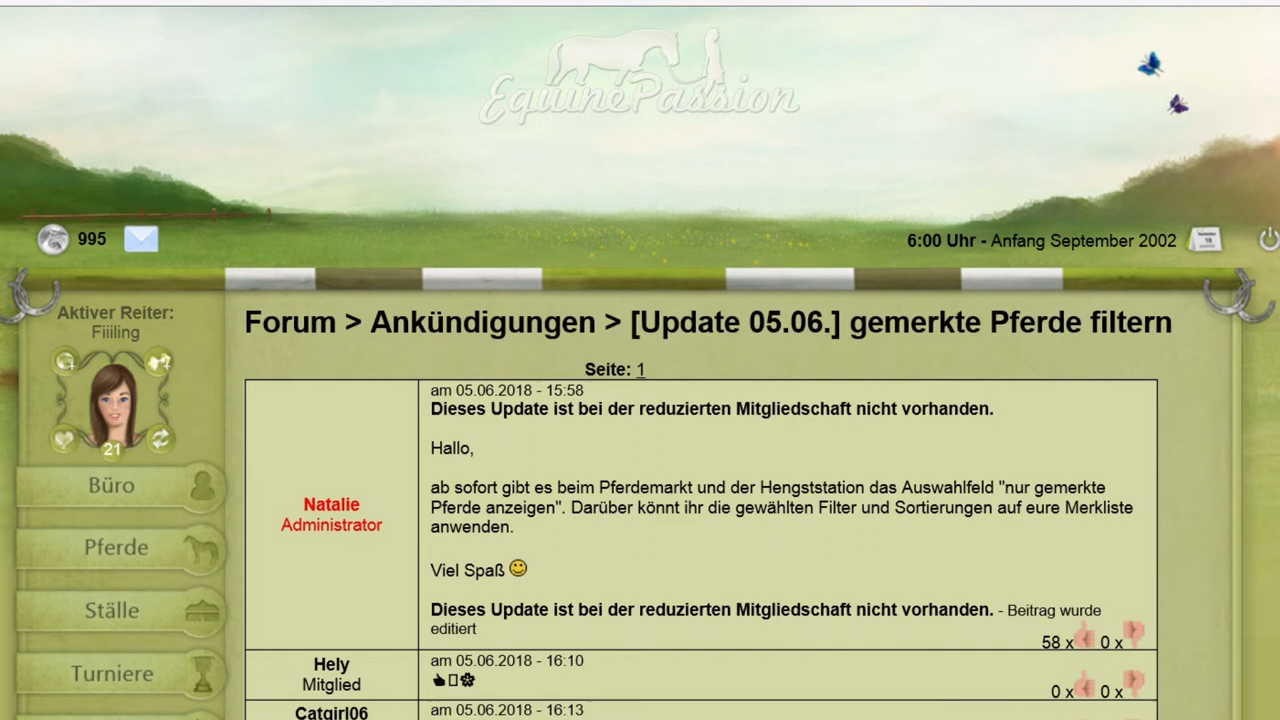 EquinePassion
995
6:00 Uhr - Anfang September 2002
Aktiver Reiter:
Fiiiling
21
Büro
Pferde
Ställe
Turniere
Forum > Ankündigungen > [Update 05.06.] gemerkte Pferde filtern
Seite: 1
Natalie
Administrator
am 05.06.2018 - 15:58
Dieses Update ist bei der reduzierten Mitgliedschaft nicht vorhanden.
Hallo,
ab sofort gibt es beim Pferdemarkt und der Hengststation das Auswahlfeld "nur gemerkte
Pferde anzeigen". Darüber könnt ihr die gewählten Filter und Sortierungen auf eure Merkliste
anwenden.
Viel Spaß
Dieses Update ist bei der reduzierten Mitgliedschaft nicht vorhanden. - Beitrag wurde
editiert
58 x 0 x
Hely
Mitglied
am 05.06.2018 - 16:10
0 x 0 x
Catgirl06
am 05.06.2018 - 16:13